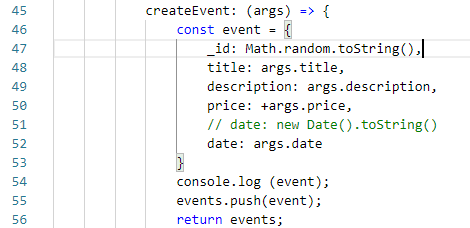 45 createEvent: (args) => {
46 const event = {
47 _id: Math.random.toString(),
48 title: args.title,
49 description: args.description,
50 price: +args.price,
51 // date: new Date().toString()
52 date: args.date
53 }
54 console.log (event);
55 events.push(event);
56 return events;